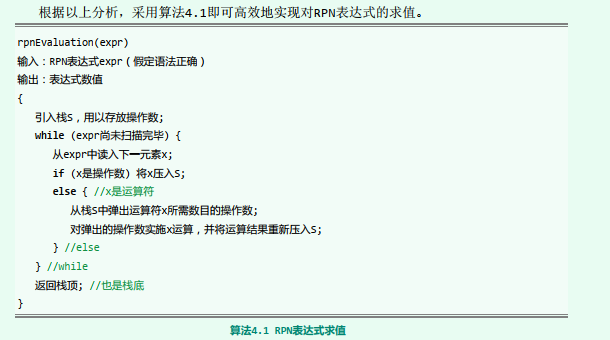 根据以上分析，采用算法4.1即可高效地实现对RPN表达式的求值。
rpnEvaluation(expr)
输入：RPN表达式expr（假定语法正确）
输出：表达式数值
{
引入栈S，用以存放操作数;
while (expr尚未扫描完毕) {
从expr中读入下一元素x;
if (x是操作数) 将x压入S;
else { //x是运算符
从栈S中弹出运算符x所需数目的操作数;
对弹出的操作数实施x运算，并将运算结果重新压入S;
} //else
} //while
返回栈顶; //也是栈底
}
算法4.1 RPN表达式求值